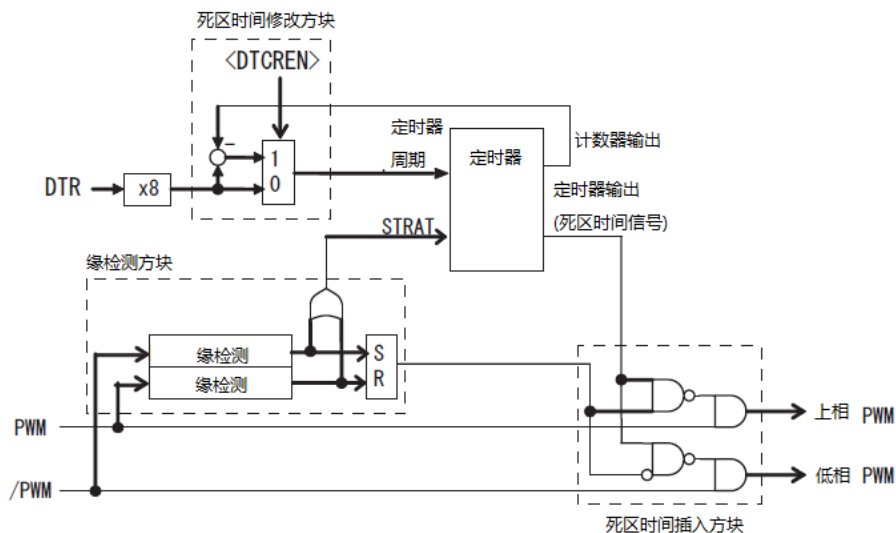 死区时间修改方块
<DTCREN>
定时器
周期
定时器
计数器输出
1
0
DTR
x8
定时器输出
(死区时间信号)
STRAT
缘检测方块
缘检测
缘检测
S
R
PWM
/PWM
上相 PWM
低相 PWM
死区时间插入方块